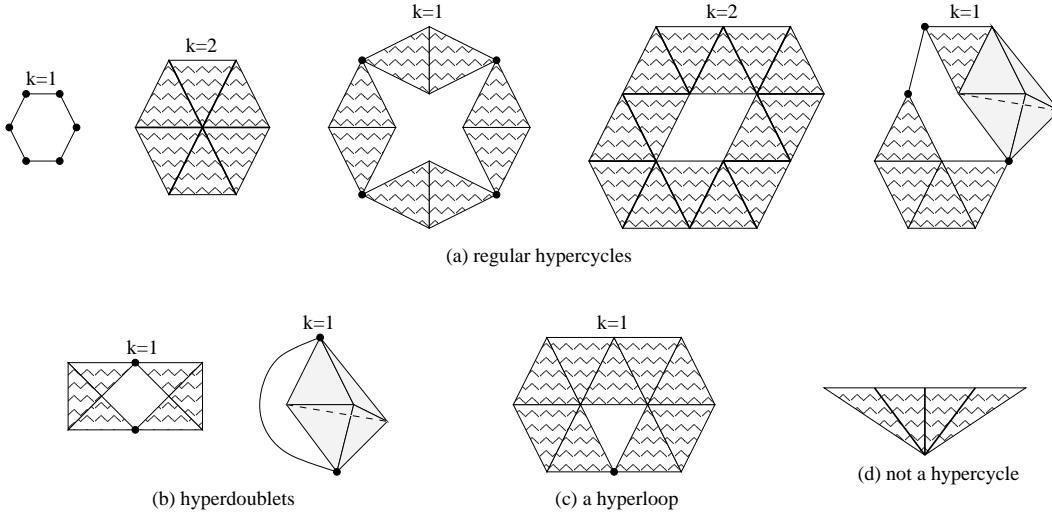 k=1
k=2
k=1
k=2
k=1
(a) regular hypercycles
k=1
k=1
k=1
(b) hyperdoublets
(c) a hyperloop
(d) not a hypercycle